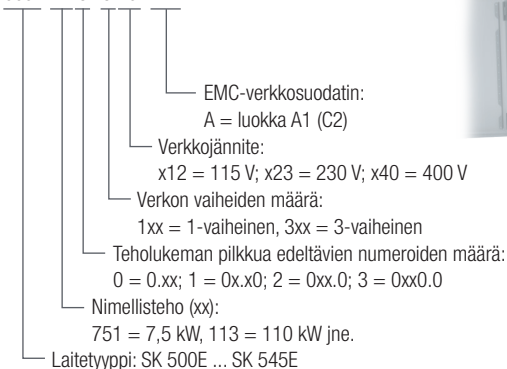 EMC-verkkosuodatin:
A = luokka A1 (C2)
Verkkojännite:
x12 = 115 V; x23 = 230 V; x40 = 400 V
Verkon vaiheiden määrä:
1xx = 1-vaiheinen, 3xx = 3-vaiheinen
Teholukeman pilkkua edeltävien numeroiden määrä:
0 = 0.xx; 1 = 0x.x0; 2 = 0xx.0; 3 = 0xx0.0
Nimellisteho (xx):
751 = 7,5 kW, 113 = 110 kW jne.
Laitetyyppi: SK 500E ... SK 545E